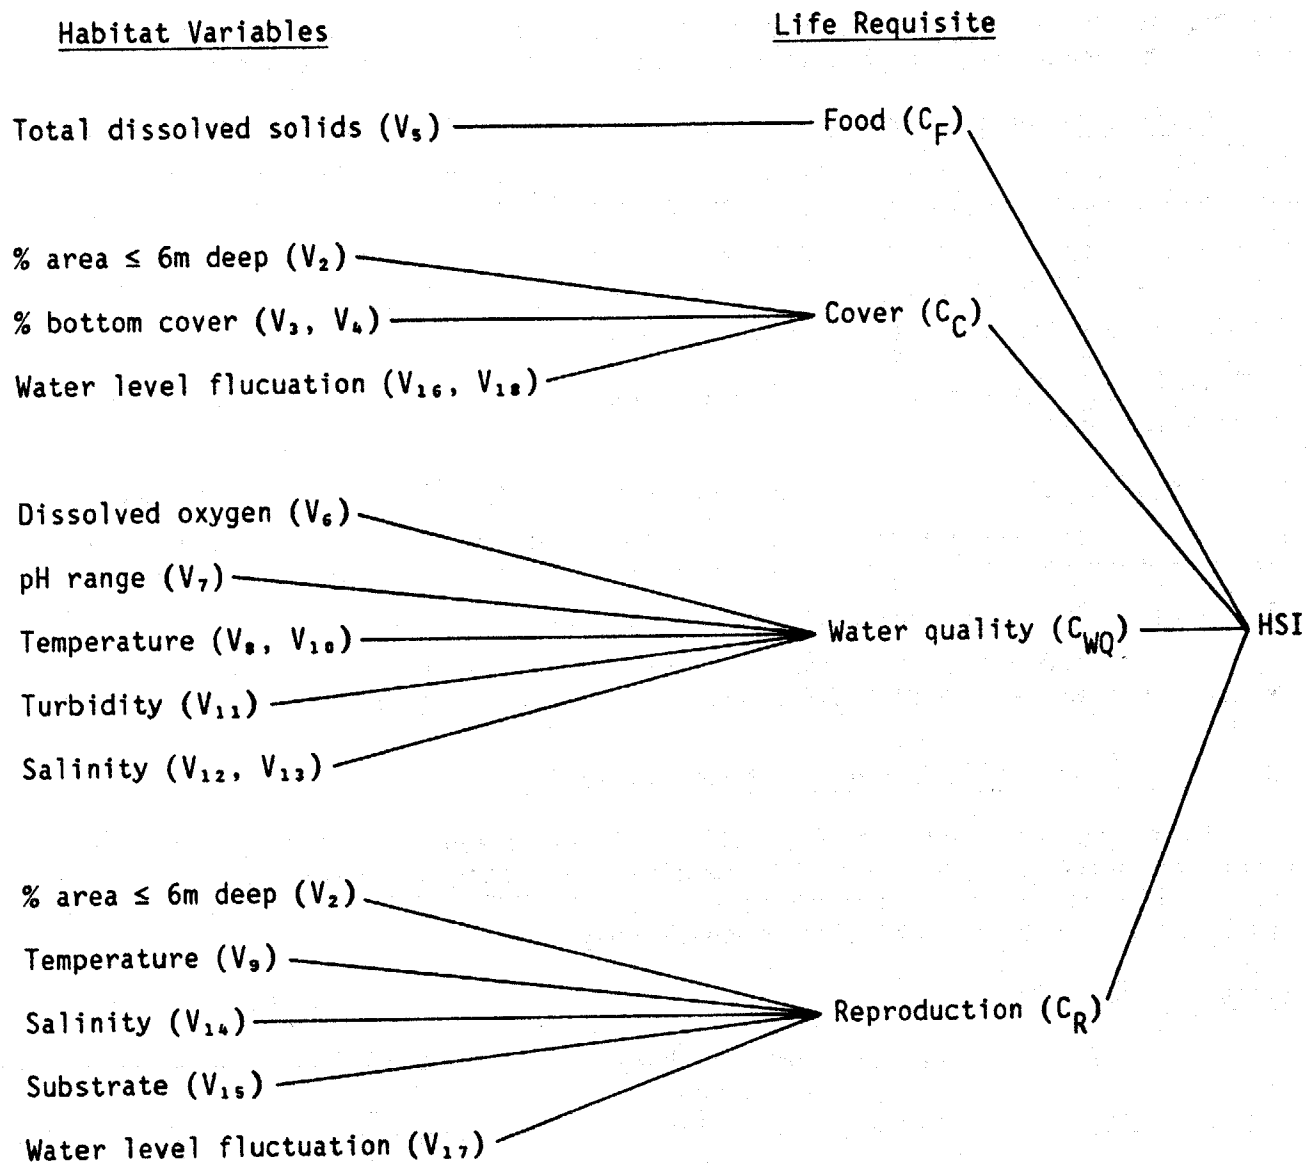 Habitat Variables
Life Requisite
Total dissolved solids (V₅)
Food (C_F)
% area ≤ 6m deep (V₂)
% bottom cover (V₃, V₄)
Cover (C_C)
Water level flucuation (V₁₆, V₁₈)
Dissolved oxygen (V₆)
pH range (V₇)
Temperature (V₈, V₁₀)
Water quality (C_WQ)
HSI
Turbidity (V₁₁)
Salinity (V₁₂, V₁₃)
% area ≤ 6m deep (V₂)
Temperature (V₉)
Salinity (V₁₄)
Reproduction (C_R)
Substrate (V₁₅)
Water level fluctuation (V₁₇)